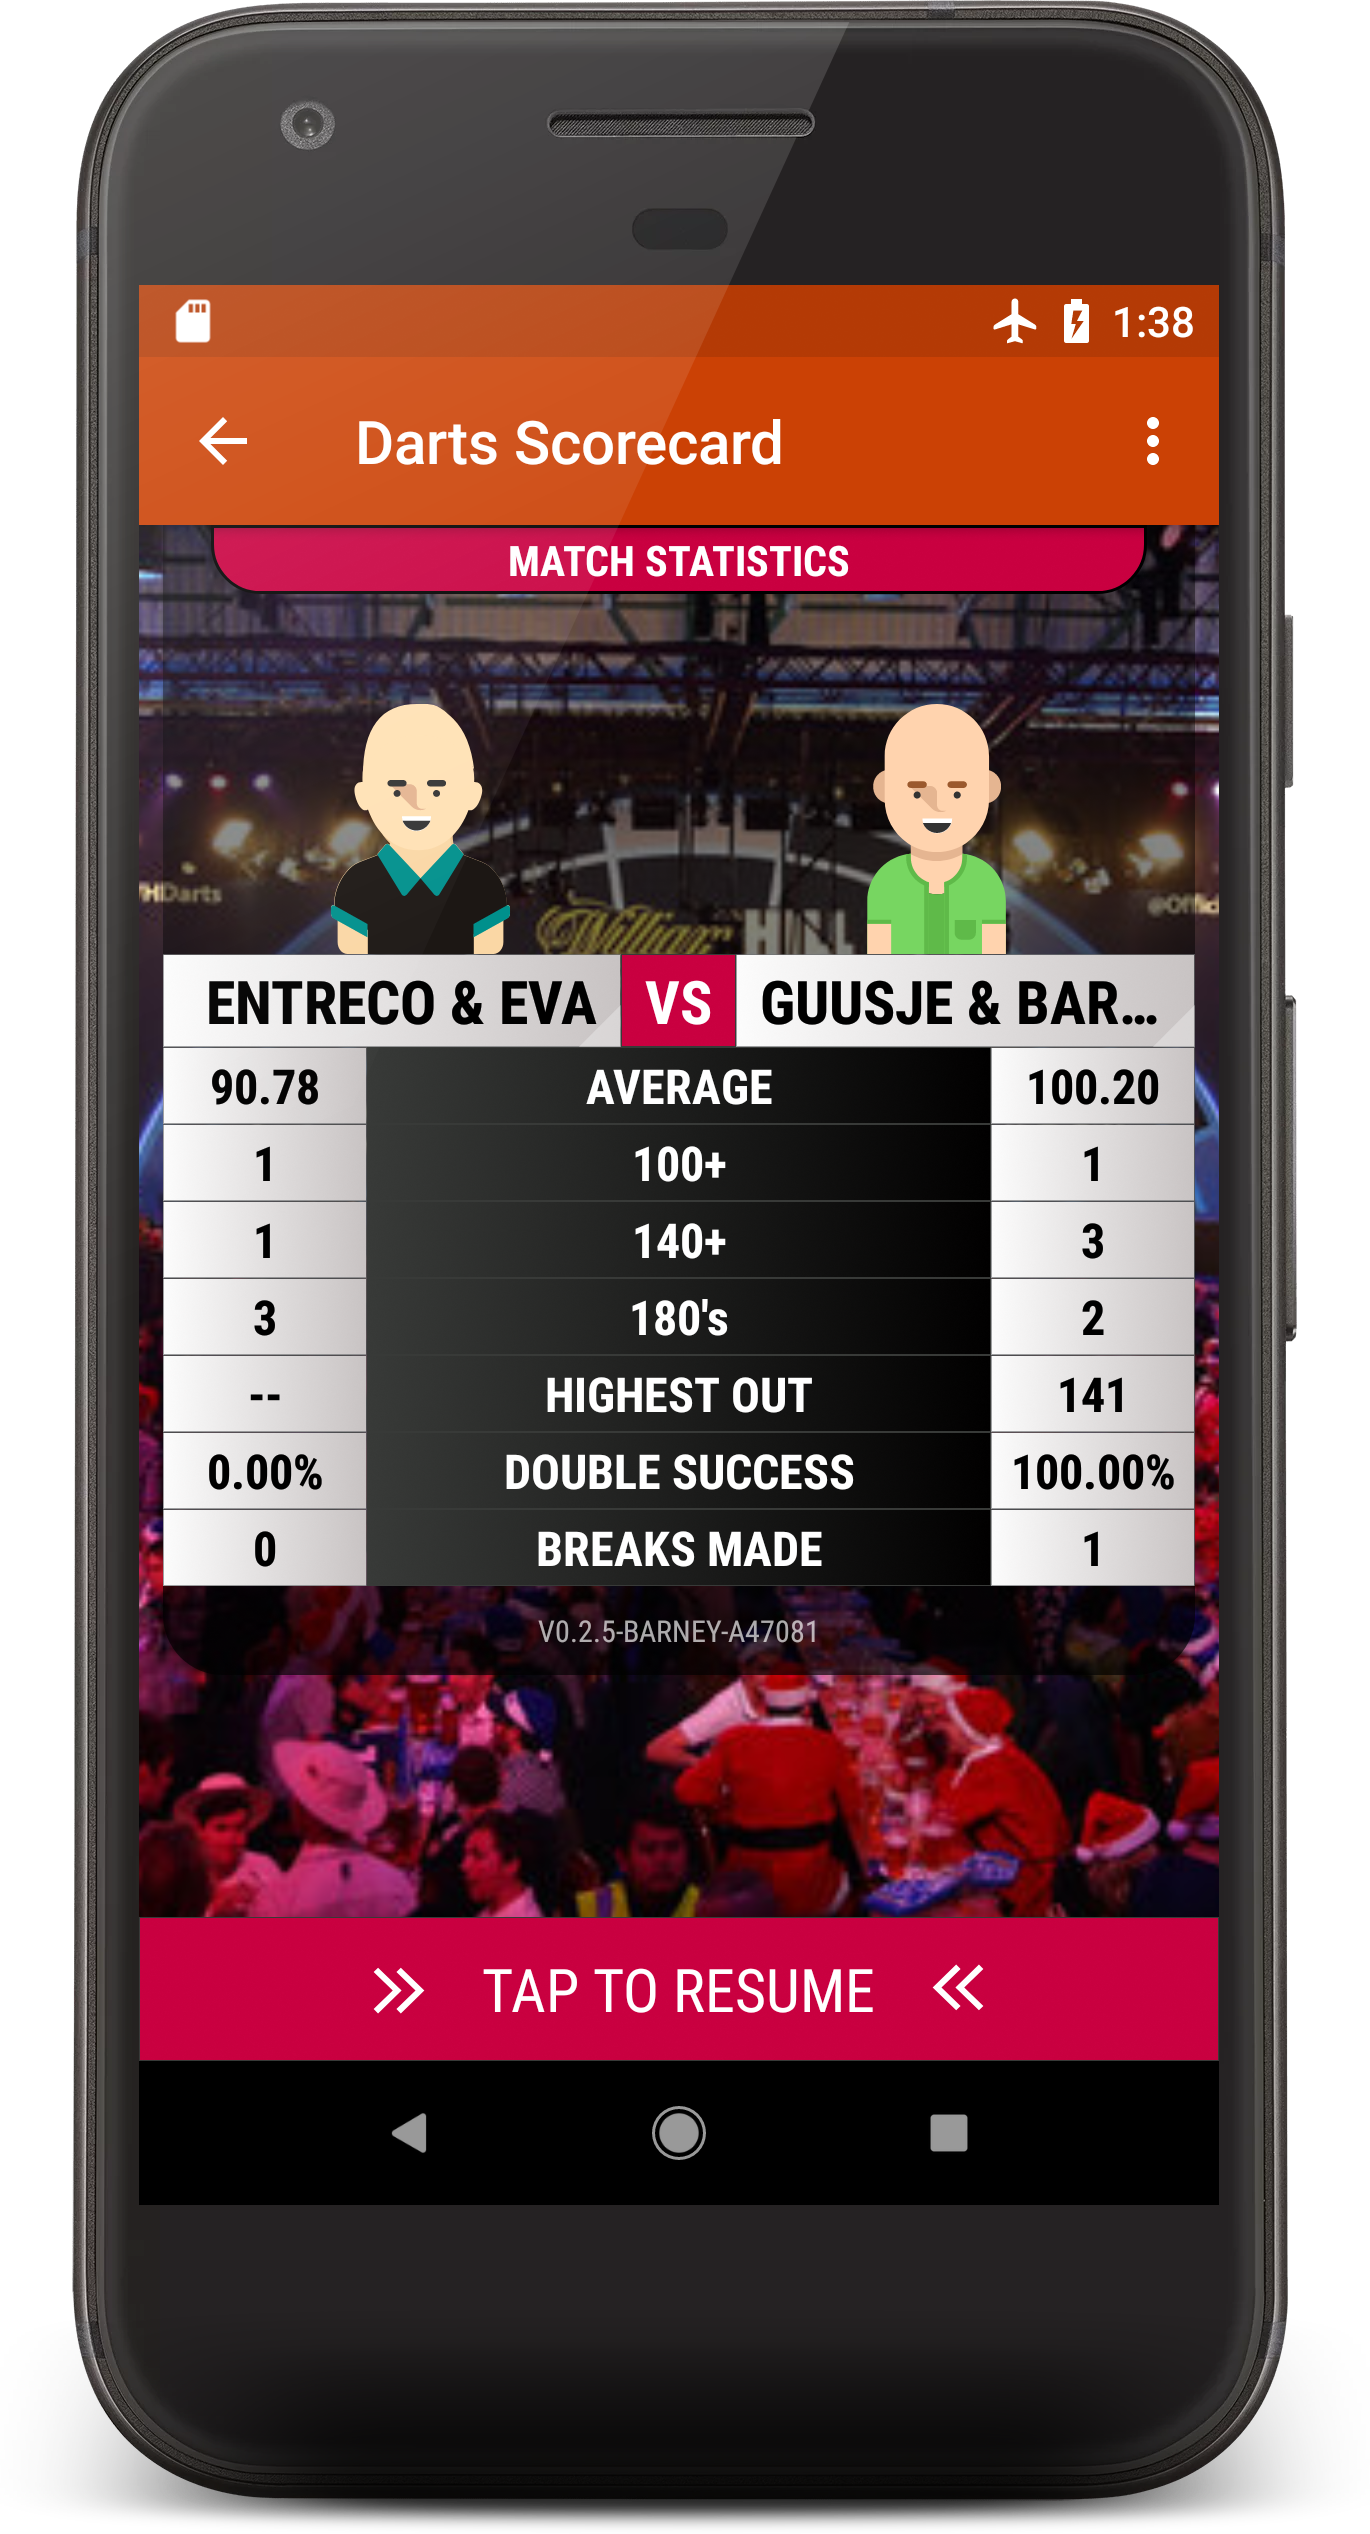 1:38
Darts Scorecard
MATCH STATISTICS
HDarts
@Offic
William HILL
ENTRECO & EVA VS GUUSJE & BAR...
90.78 AVERAGE 100.20
1 100+ 1
1 140+ 3
3 180's 2
-- HIGHEST OUT 141
0.00% DOUBLE SUCCESS 100.00%
0 BREAKS MADE 1
V0.2.5-BARNEY-A47081
>> TAP TO RESUME <<